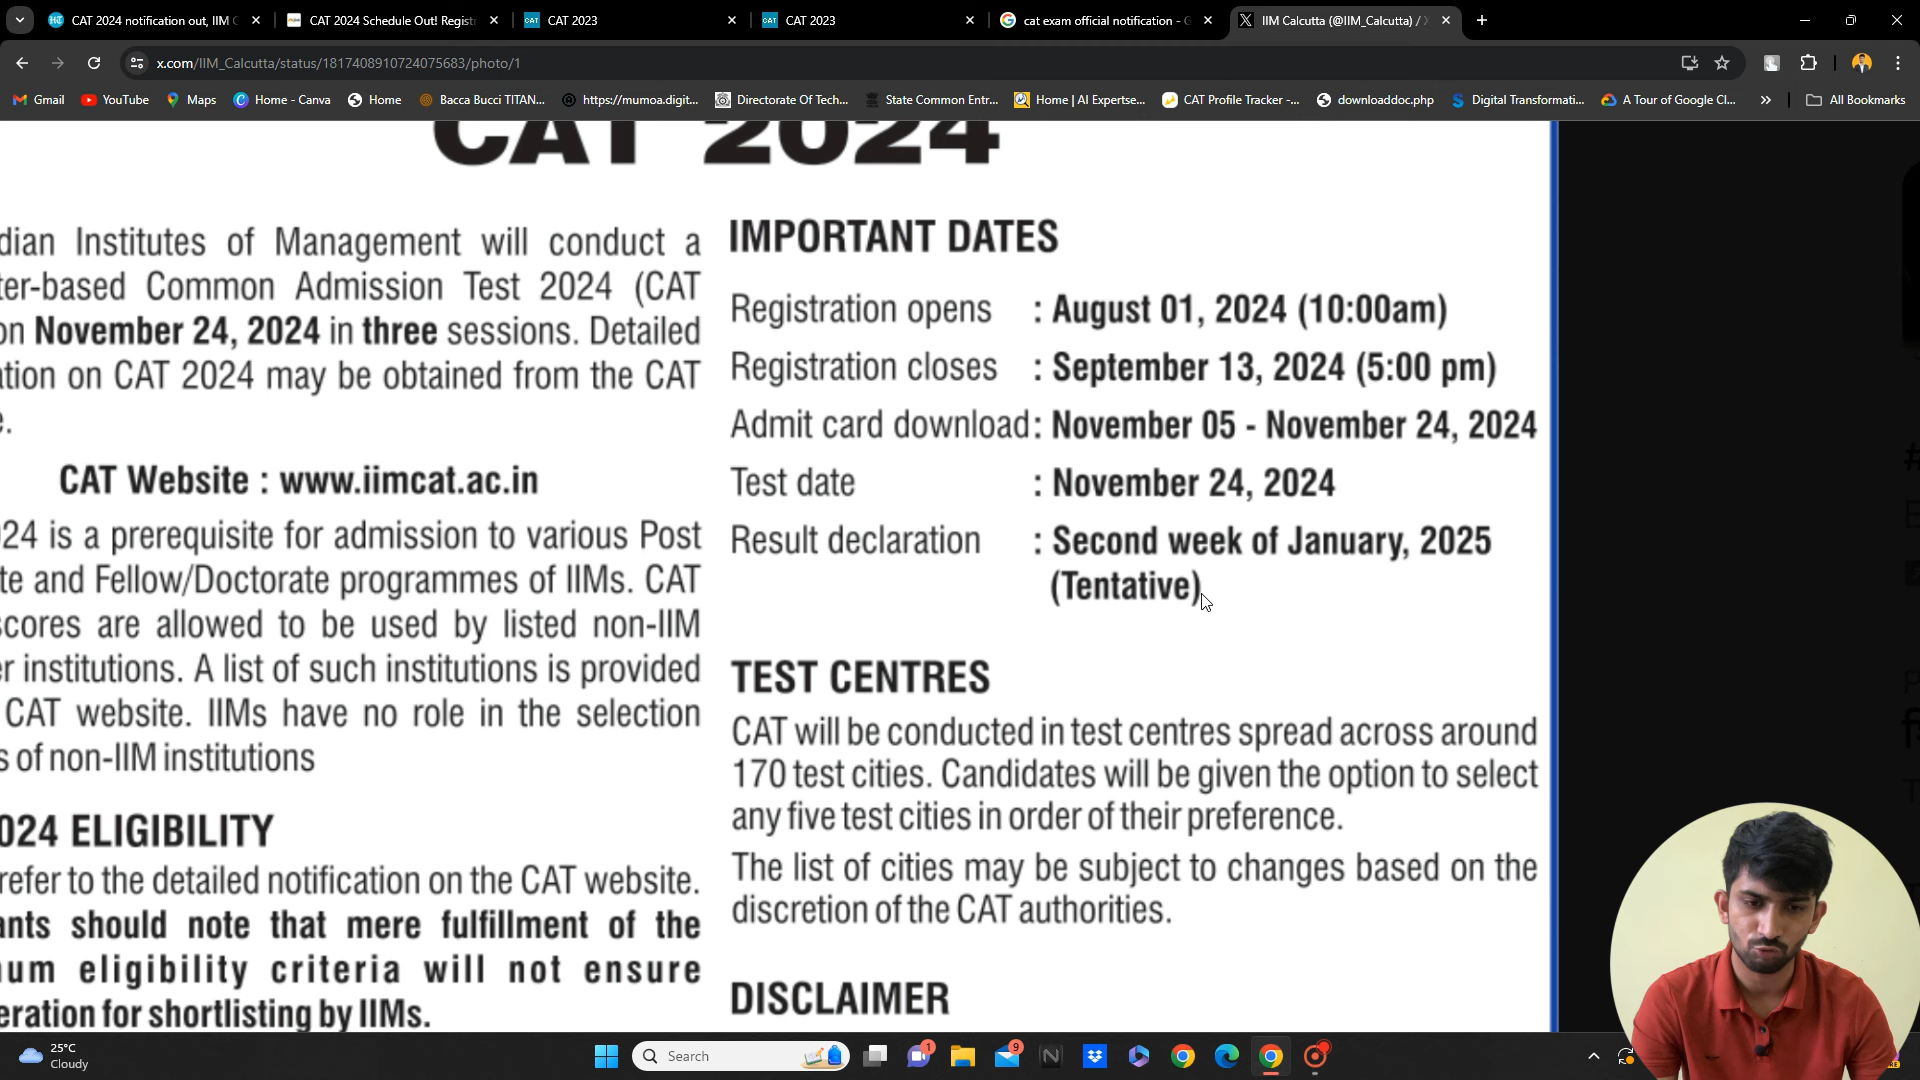 CAT 2024 notification out, IIM C
CAT 2024 Schedule Out! Registr
CAT 2023
CAT 2023
cat exam official notification - G
IIM Calcutta (@IIM_Calcutta) / X
x.com/IIM_Calcutta/status/1817408910724075683/photo/1
Gmail
YouTube
Maps
Home - Canva
Home
Bacca Bucci TITAN...
https://mumoa.digit...
Directorate Of Tech...
State Common Entr...
Home | AI Expertse...
CAT Profile Tracker -...
downloaddoc.php
Digital Transformati...
A Tour of Google Cl...
All Bookmarks
CAT 2024
dian Institutes of Management will conduct a
ter-based Common Admission Test 2024 (CAT
on November 24, 2024 in three sessions. Detailed
ation on CAT 2024 may be obtained from the CAT
e.
CAT Website : www.iimcat.ac.in
24 is a prerequisite for admission to various Post
te and Fellow/Doctorate programmes of IIMs. CAT
scores are allowed to be used by listed non-IIM
er institutions. A list of such institutions is provided
CAT website. IIMs have no role in the selection
s of non-IIM institutions
024 ELIGIBILITY
refer to the detailed notification on the CAT website.
ants should note that mere fulfillment of the
um eligibility criteria will not ensure
eration for shortlisting by IIMs.
IMPORTANT DATES
Registration opens : August 01, 2024 (10:00am)
Registration closes : September 13, 2024 (5:00 pm)
Admit card download: November 05 - November 24, 2024
Test date : November 24, 2024
Result declaration : Second week of January, 2025
(Tentative)
TEST CENTRES
CAT will be conducted in test centres spread across around
170 test cities. Candidates will be given the option to select
any five test cities in order of their preference.
The list of cities may be subject to changes based on the
discretion of the CAT authorities.
DISCLAIMER
25°C
Cloudy
Search
1
9